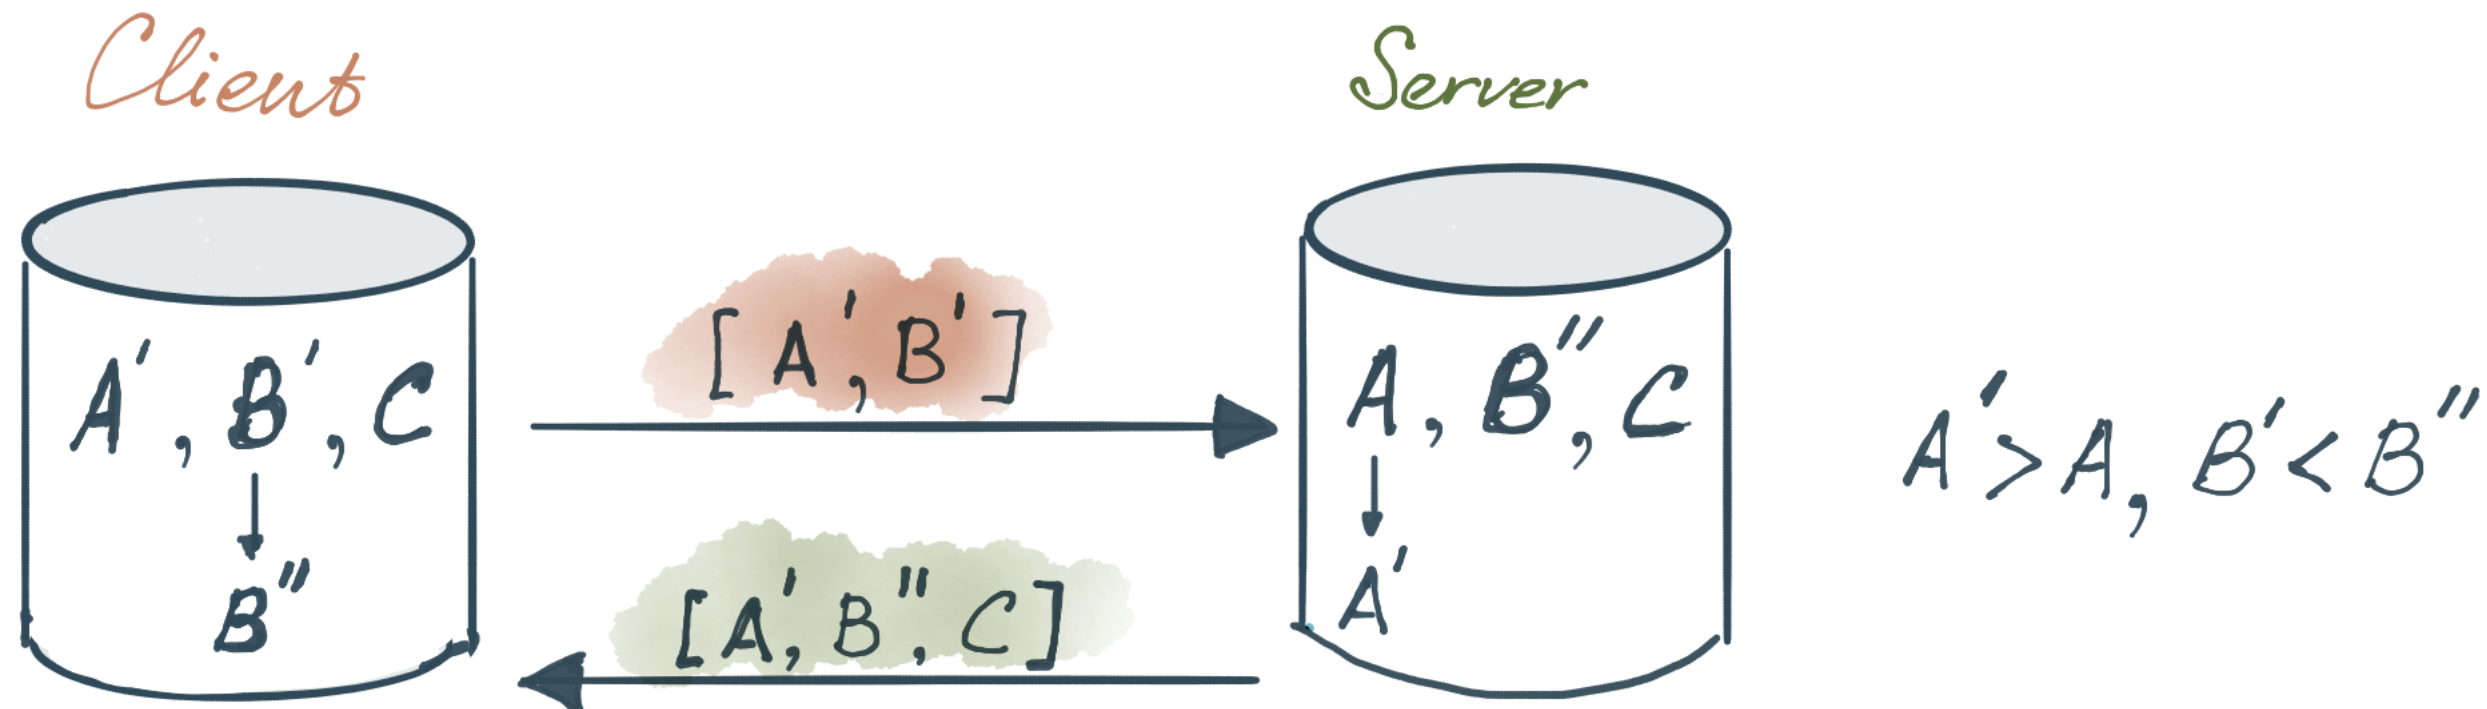 Client
Server
A', B', C
B''
[A', B']
[A', B'', C]
A, B'', C
A'
A' > A, B' < B''